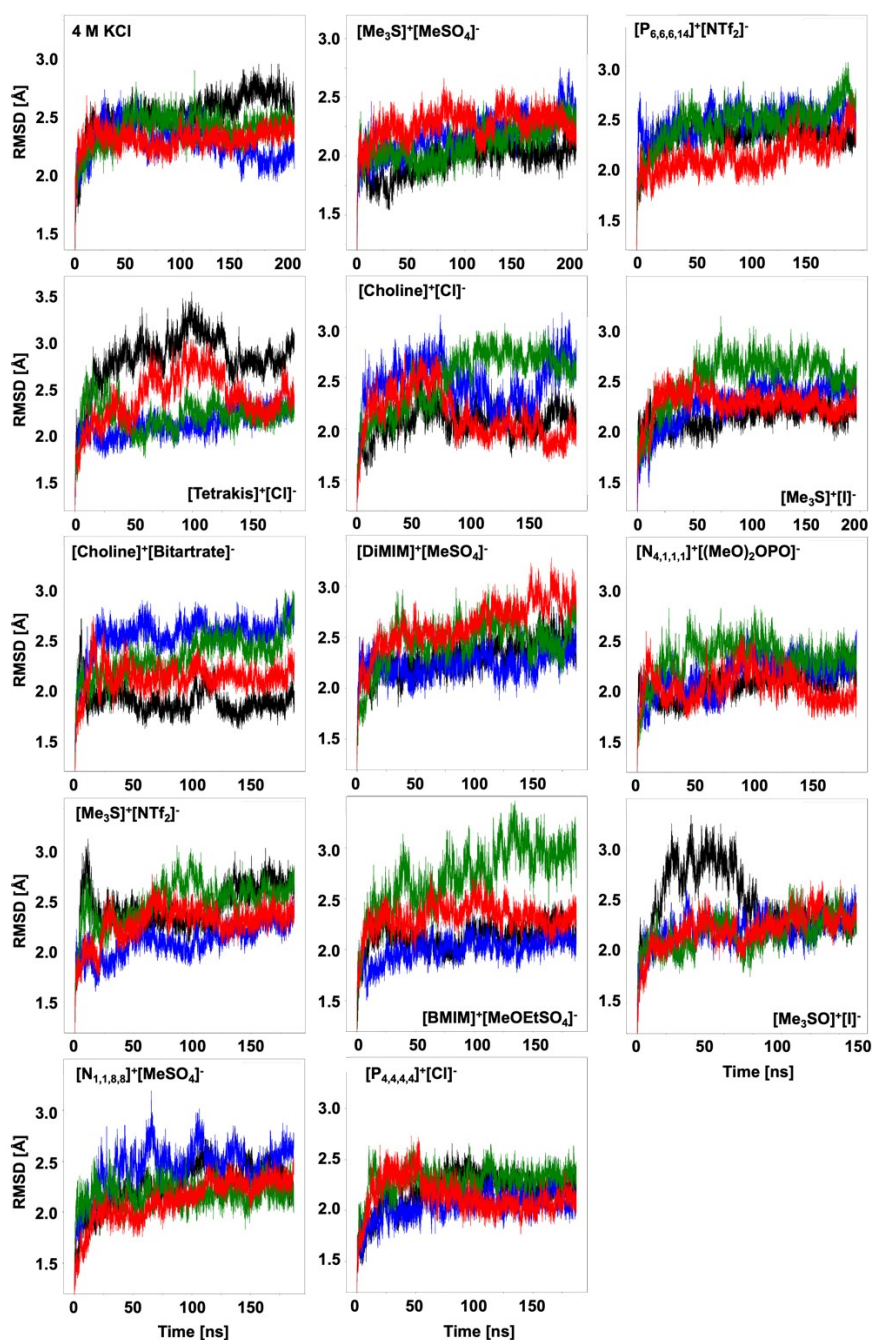 4 M KCl
[Me₃S]⁺[MeSO₄]⁻
[P₆,₆,₆,₁₄]⁺[NTf₂]⁻
RMSD [Å]
3.0
2.5
2.0
1.5
3.0
2.5
2.0
1.5
3.0
2.5
2.0
1.5
0 50 100 150 200
0 50 100 150 200
0 50 100 150
[Tetrakis]⁺[Cl]⁻
[Choline]⁺[Cl]⁻
[Me₃S]⁺[I]⁻
RMSD [Å]
3.5
3.0
2.5
2.0
1.5
3.0
2.5
2.0
1.5
3.0
2.5
2.0
1.5
0 50 100 150
0 50 100 150
0 50 100 150 200
[Choline]⁺[Bitartrate]⁻
[DiMIM]⁺[MeSO₄]⁻
[N₄,₁,₁,₁]⁺[(MeO)₂OPO]⁻
RMSD [Å]
3.0
2.5
2.0
1.5
3.0
2.5
2.0
1.5
3.0
2.5
2.0
1.5
0 50 100 150
0 50 100 150
0 50 100 150
[Me₃S]⁺[NTf₂]⁻
[BMIM]⁺[MeOEtSO₄]⁻
[Me₃SO]⁺[I]⁻
RMSD [Å]
3.0
2.5
2.0
1.5
3.0
2.5
2.0
1.5
3.0
2.5
2.0
1.5
0 50 100 150
0 50 100 150
0 50 100 150
Time [ns]
[N₁,₁,₈,₈]⁺[MeSO₄]⁻
[P₄,₄,₄,₄]⁺[Cl]⁻
RMSD [Å]
3.0
2.5
2.0
1.5
3.0
2.5
2.0
1.5
0 50 100 150
0 50 100 150
Time [ns]
Time [ns]